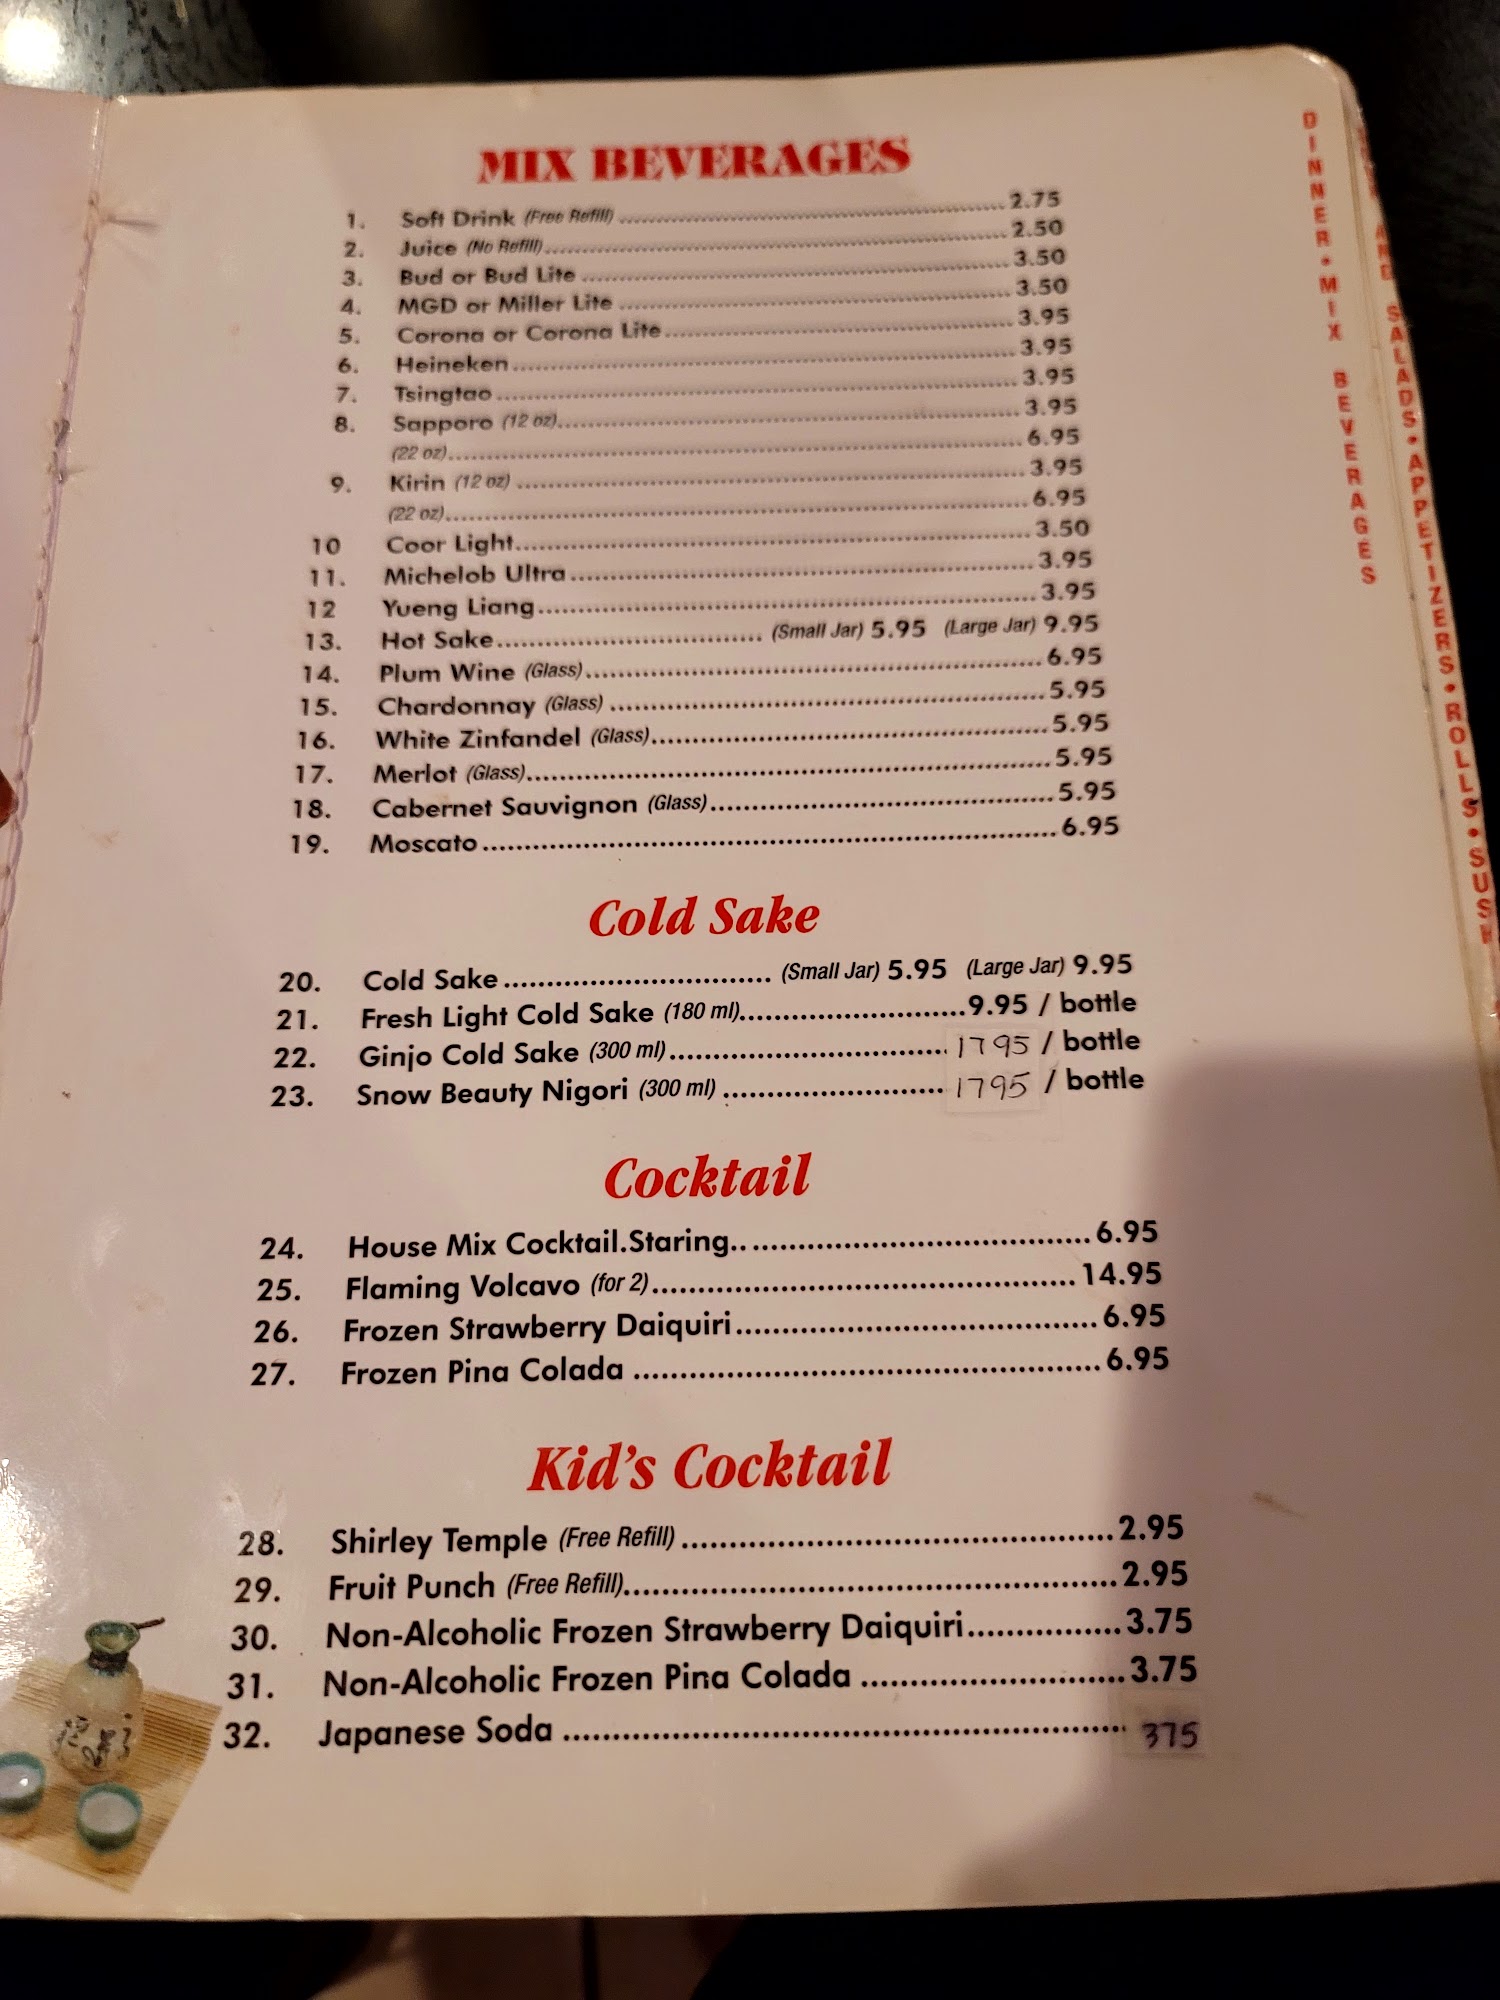 MIX BEVERAGES
1. Soft Drink (Free Refill) 2.75
2. Juice (No Refill) 2.50
3. Bud or Bud Lite 3.50
4. MGD or Miller Lite 3.50
5. Corona or Corona Lite 3.95
6. Heineken 3.95
7. Tsingtao 3.95
8. Sapporo (12 oz) 3.95
(22 oz) 6.95
9. Kirin (12 oz) 3.95
(22 oz) 6.95
10 Coor Light 3.50
11. Michelob Ultra 3.95
12 Yueng Liang 3.95
13. Hot Sake (Small Jar) 5.95 (Large Jar) 9.95
14. Plum Wine (Glass) 6.95
15. Chardonnay (Glass) 5.95
16. White Zinfandel (Glass) 5.95
17. Merlot (Glass) 5.95
18. Cabernet Sauvignon (Glass) 5.95
19. Moscato 6.95
Cold Sake
20. Cold Sake (Small Jar) 5.95 (Large Jar) 9.95
21. Fresh Light Cold Sake (180 ml) 9.95 / bottle
22. Ginjo Cold Sake (300 ml) 1795 / bottle
23. Snow Beauty Nigori (300 ml) 1795 / bottle
Cocktail
24. House Mix Cocktail.Staring.. 6.95
25. Flaming Volcavo (for 2) 14.95
26. Frozen Strawberry Daiquiri 6.95
27. Frozen Pina Colada 6.95
Kid's Cocktail
28. Shirley Temple (Free Refill) 2.95
29. Fruit Punch (Free Refill) 2.95
30. Non-Alcoholic Frozen Strawberry Daiquiri 3.75
31. Non-Alcoholic Frozen Pina Colada 3.75
32. Japanese Soda 375
DINNER • MIX BEVERAGES
AND SALADS • APPETIZERS • ROLLS •